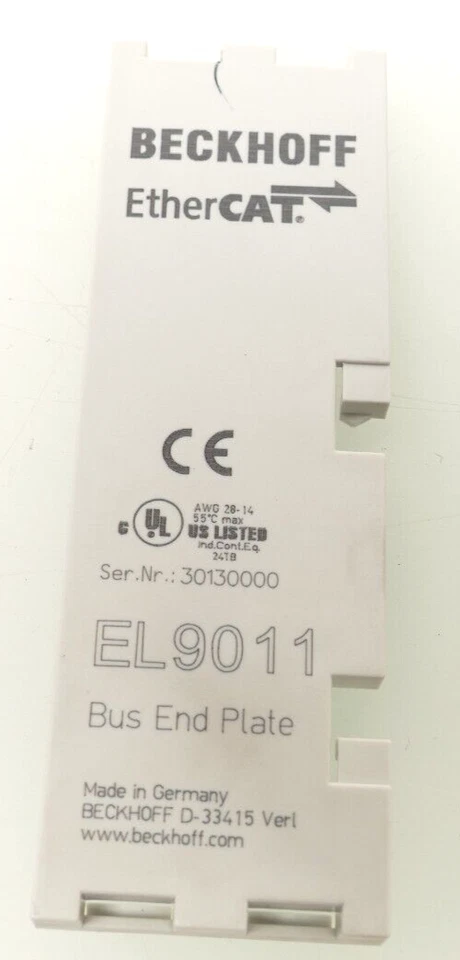 BECKHOFF
EtherCAT®
CE
AWG 28-14
55°C max
c UL US LISTED
Ind.Cont.Eq.
24TB
Ser.Nr.: 30130000
EL9011
Bus End Plate
Made in Germany
BECKHOFF D-33415 Verl
www.beckhoff.com